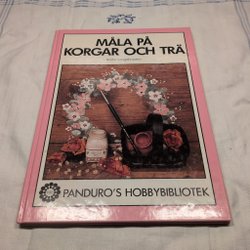 MÅLA PÅ
KORGAR OCH TRÄ
PANDURO'S HOBBYBIBLIOTEK